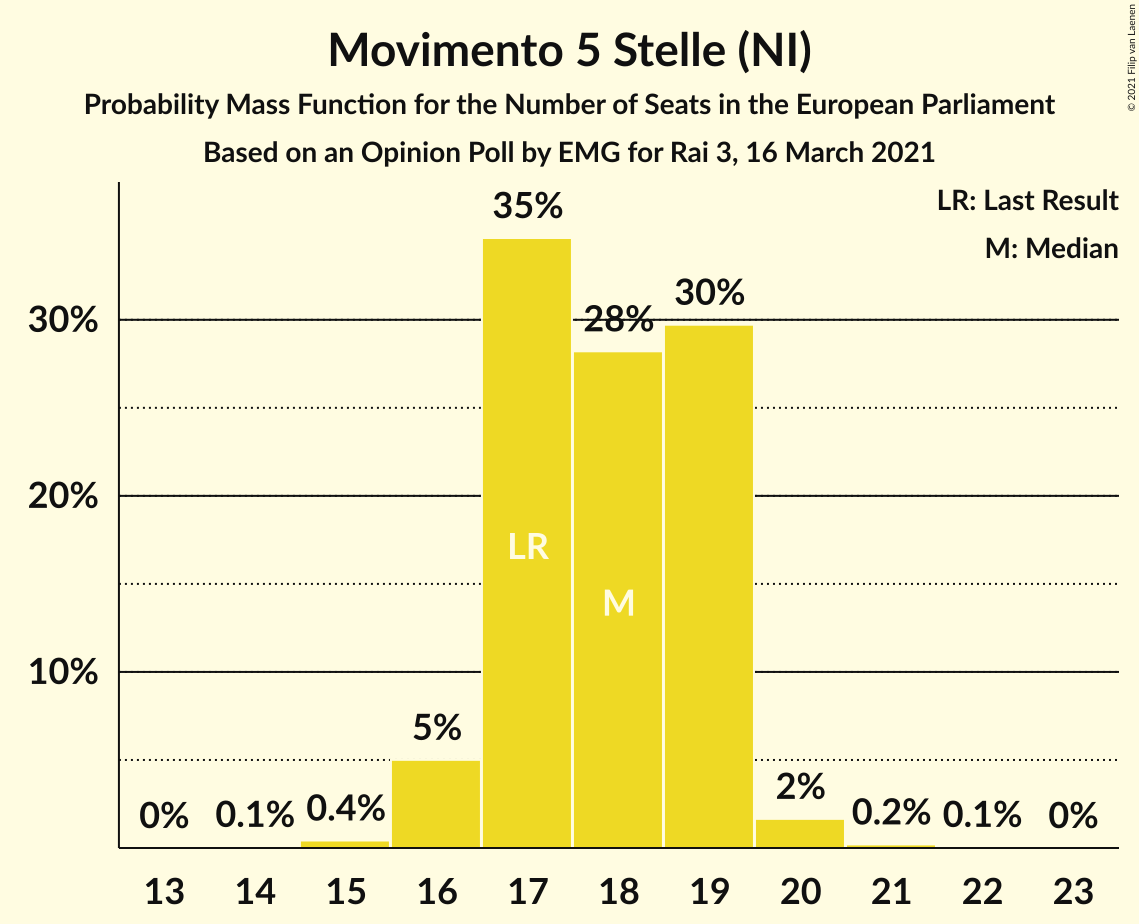 Movimento 5 Stelle (NI)
Probability Mass Function for the Number of Seats in the European Parliament
Based on an Opinion Poll by EMG for Rai 3, 16 March 2021
© 2021 Filip van Laenen
LR: Last Result
M: Median
35%
30%
28%
30%
20%
LR
M
10%
5%
2%
0%
0.1%
0.4%
0.2%
0.1%
0%
13 14 15 16 17 18 19 20 21 22 23